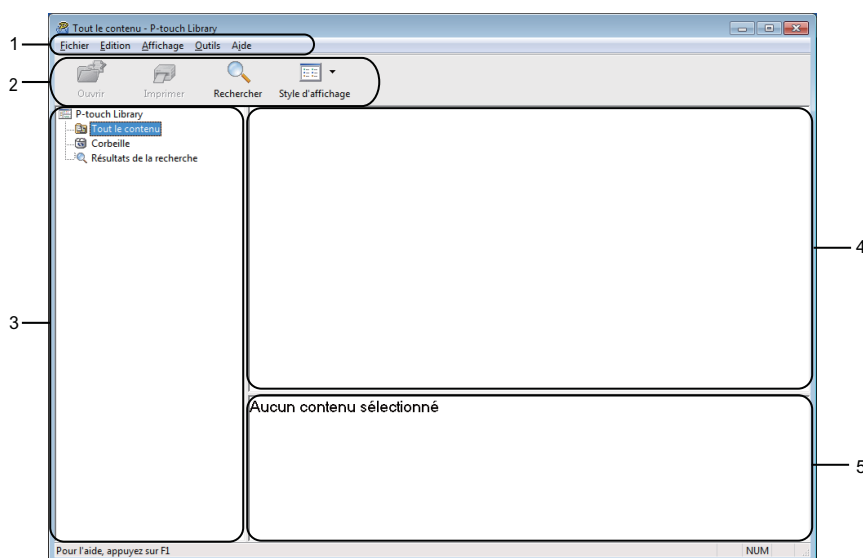 Tout le contenu - P-touch Library
1
Fichier Edition Affichage Outils Aide
2
Ouvrir Imprimer Rechercher Style d'affichage
P-touch Library
Tout le contenu
Corbeille
Résultats de la recherche
3
4
Aucun contenu sélectionné
5
Pour l'aide, appuyez sur F1 NUM